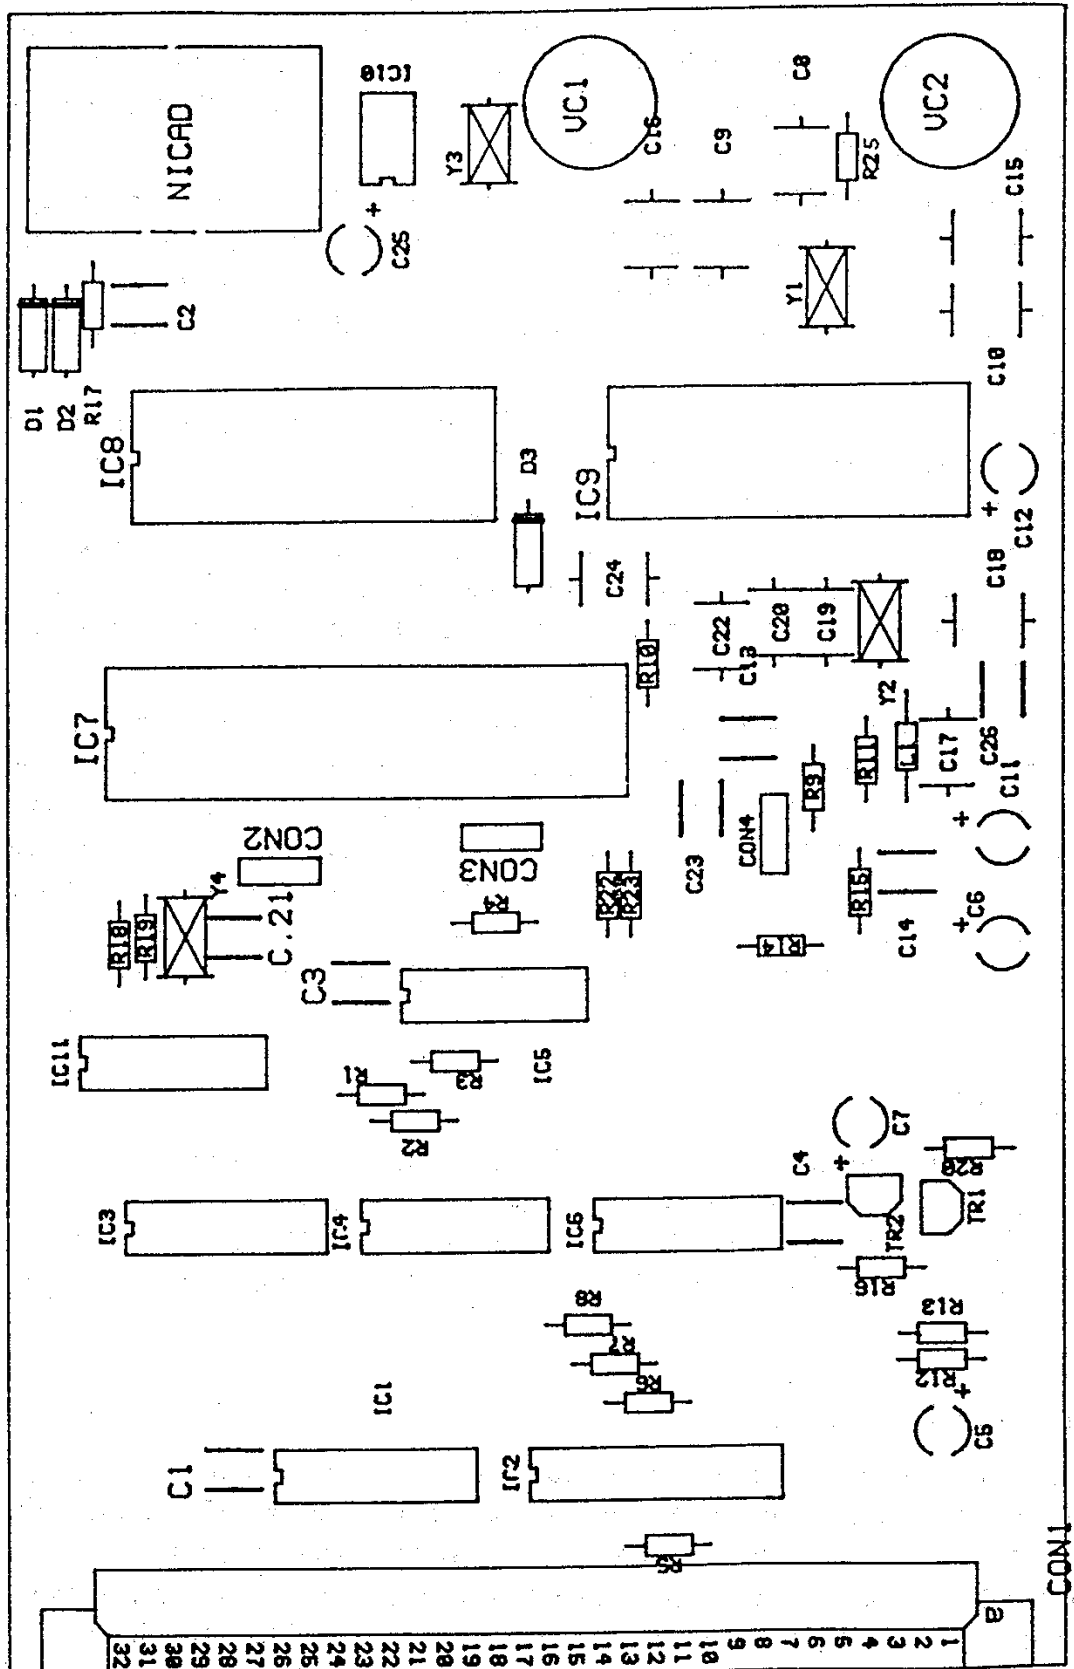 IC10
VC1
C8
VC2
NICAD
Y3
C16
C9
R25
C15
+
C25
C2
Y1
D1
D2
R17
C10
IC8
D3
IC9
+
C12
C18
C24
C22
C20
C19
R10
C13
Y2
IC7
R11
L1
C17
C26
R9
C11
+
CON2
CON3
CON4
C23
Y4
R4
R22
R23
R15
C6
+
R18
R19
C.21
R14
C14
C3
IC11
R3
IC5
R1
R2
C7
C4
+
R20
IC3
IC4
IC6
TR2
TR1
R16
R8
R13
R7
R6
R12
IC1
+
C5
C1
IC2
R5
CON1
a
32
31
30
29
28
27
26
25
24
23
22
21
20
19
18
17
16
15
14
13
12
11
10
9
8
7
6
5
4
3
2
1